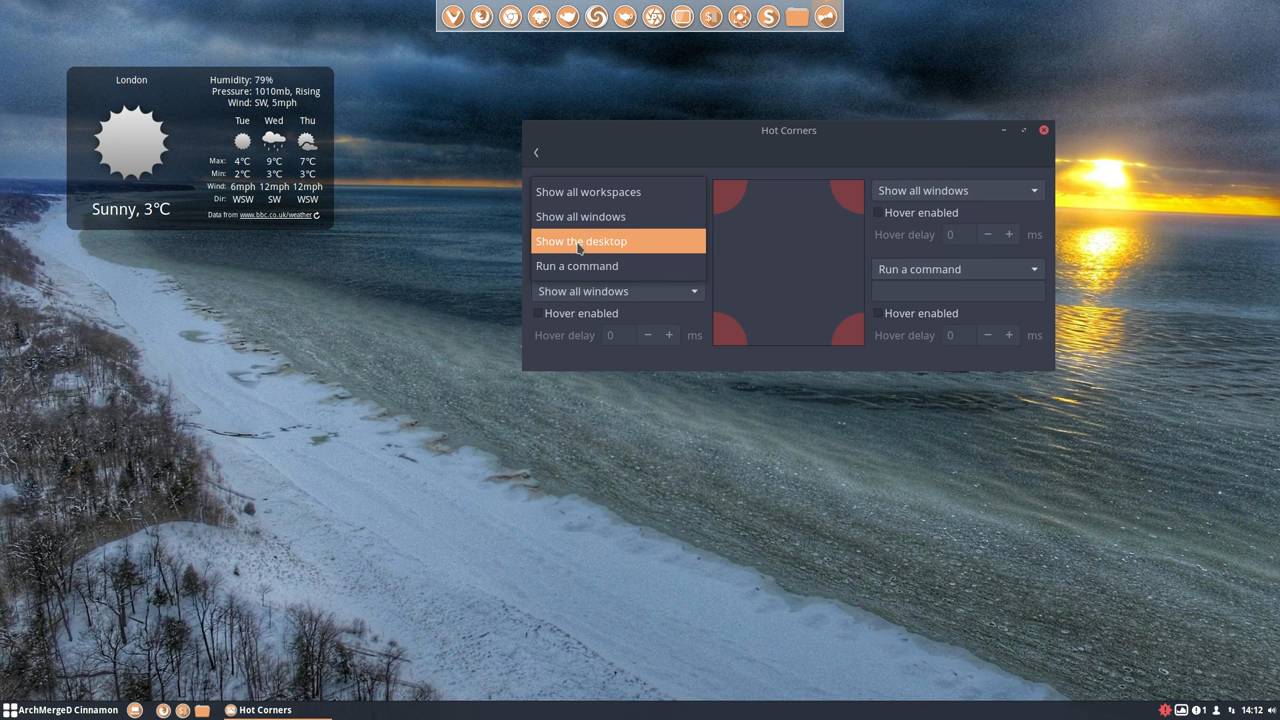 London
Humidity: 79%
Pressure: 1010mb, Rising
Wind: SW, 5mph
Tue Wed Thu
Max: 4°C 9°C 7°C
Min: 2°C 3°C 3°C
Wind: 6mph 12mph 12mph
Dir: WSW SW WSW
Sunny, 3°C
Data from www.bbc.co.uk/weather
Hot Corners
Show all workspaces
Show all windows
Show the desktop
Run a command
Show all windows
Hover enabled
Hover delay 0 − + ms
Show all windows
Hover enabled
Hover delay 0 − + ms
Run a command
Hover enabled
Hover delay 0 − + ms
ArchMergeD Cinnamon
Hot Corners
1
14:12